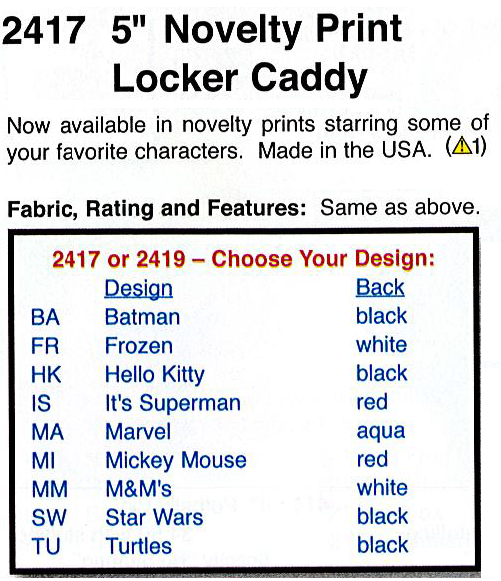 2417 5" Novelty Print
Locker Caddy
Now available in novelty prints starring some of
your favorite characters. Made in the USA. (⚠1)
Fabric, Rating and Features: Same as above.
2417 or 2419 – Choose Your Design:
Design Back
BA Batman black
FR Frozen white
HK Hello Kitty black
IS It's Superman red
MA Marvel aqua
MI Mickey Mouse red
MM M&M's white
SW Star Wars black
TU Turtles black